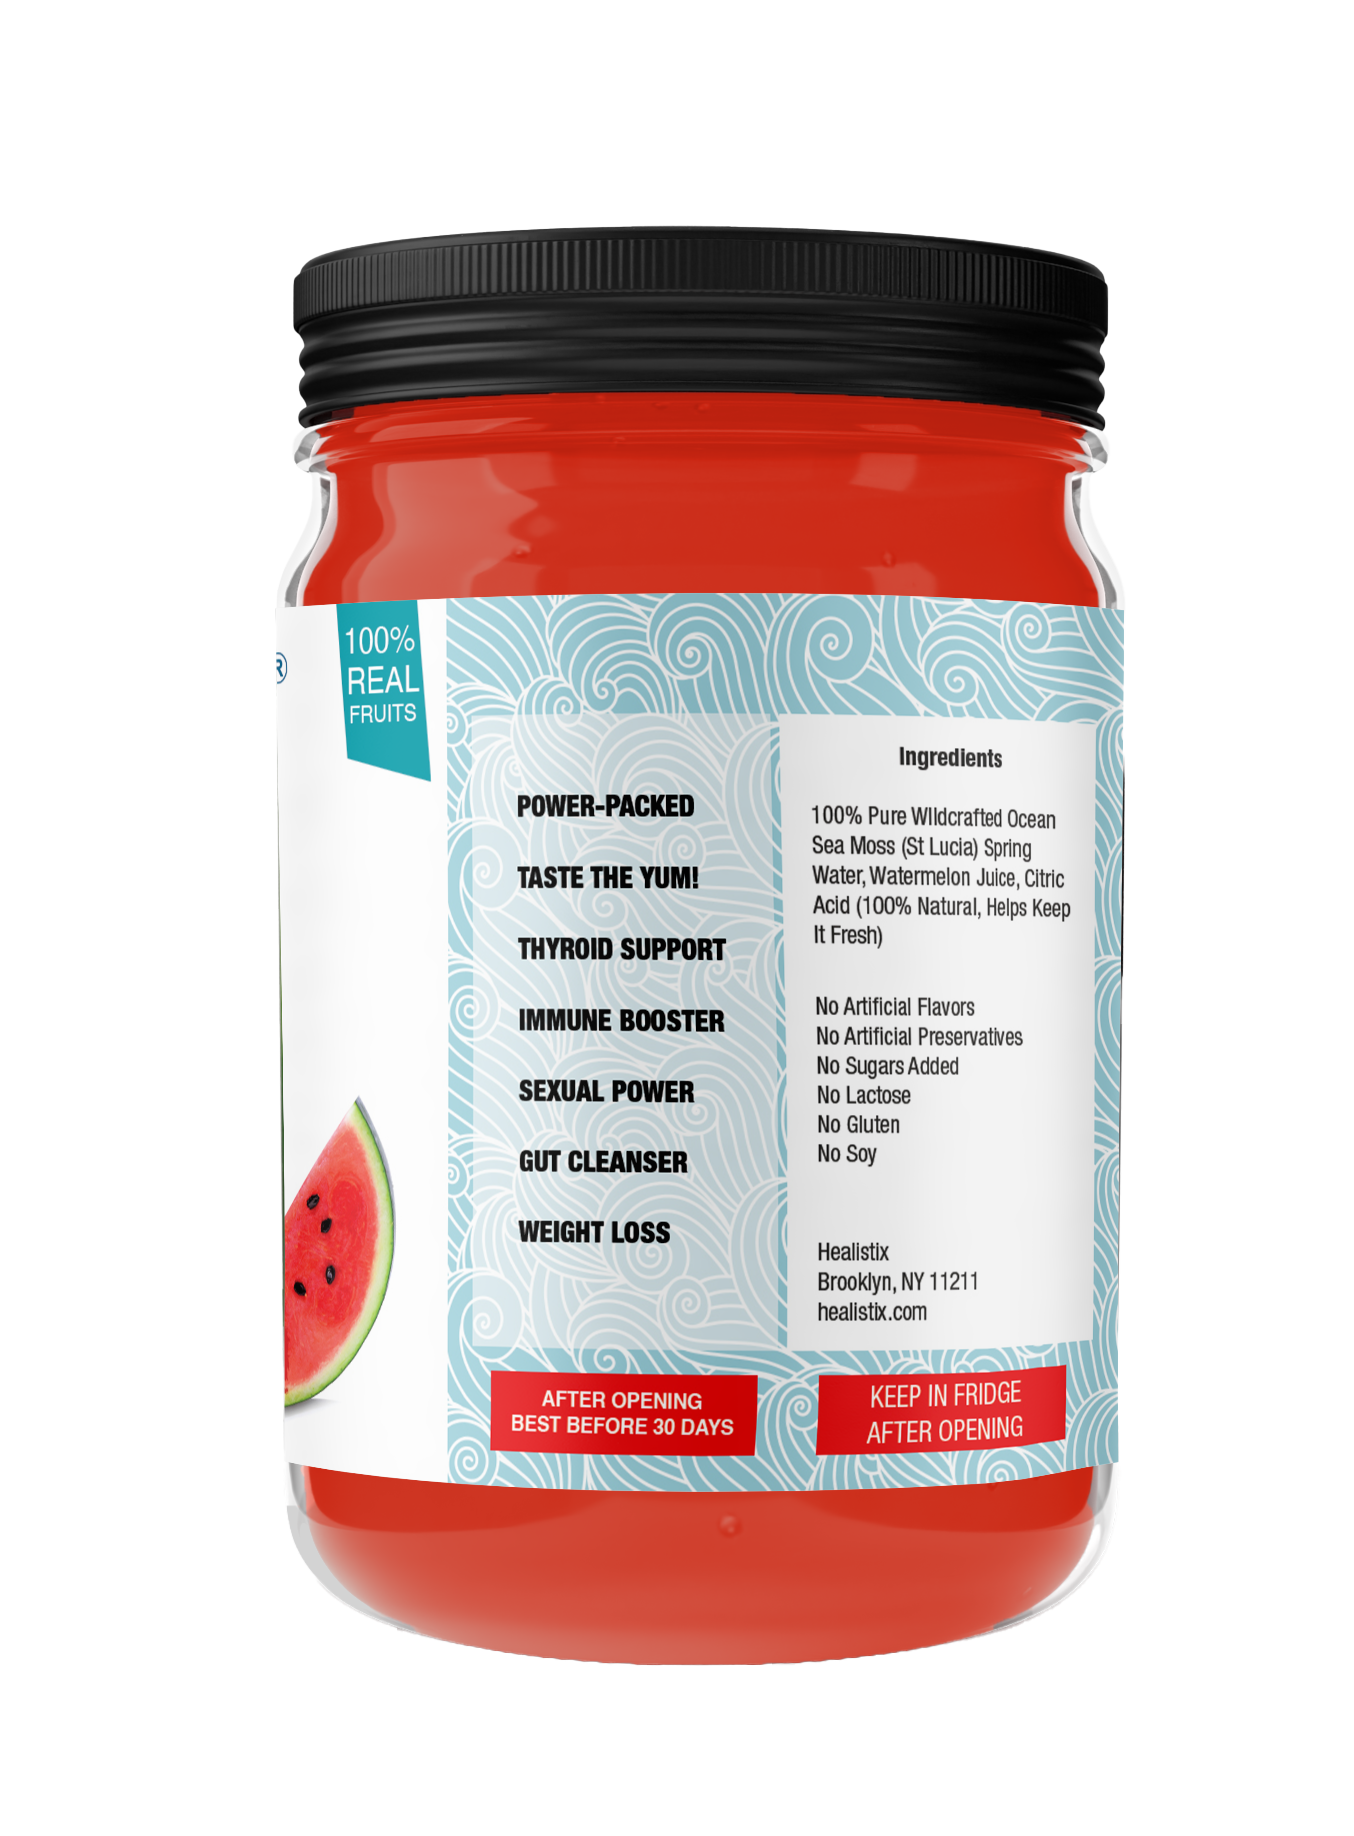 ®
100%
REAL
FRUITS
POWER-PACKED
TASTE THE YUM!
THYROID SUPPORT
IMMUNE BOOSTER
SEXUAL POWER
GUT CLEANSER
WEIGHT LOSS
AFTER OPENING
BEST BEFORE 30 DAYS
Ingredients
100% Pure WIldcrafted Ocean
Sea Moss (St Lucia) Spring
Water, Watermelon Juice, Citric
Acid (100% Natural, Helps Keep
It Fresh)
No Artificial Flavors
No Artificial Preservatives
No Sugars Added
No Lactose
No Gluten
No Soy
Healistix
Brooklyn, NY 11211
healistix.com
KEEP IN FRIDGE
AFTER OPENING